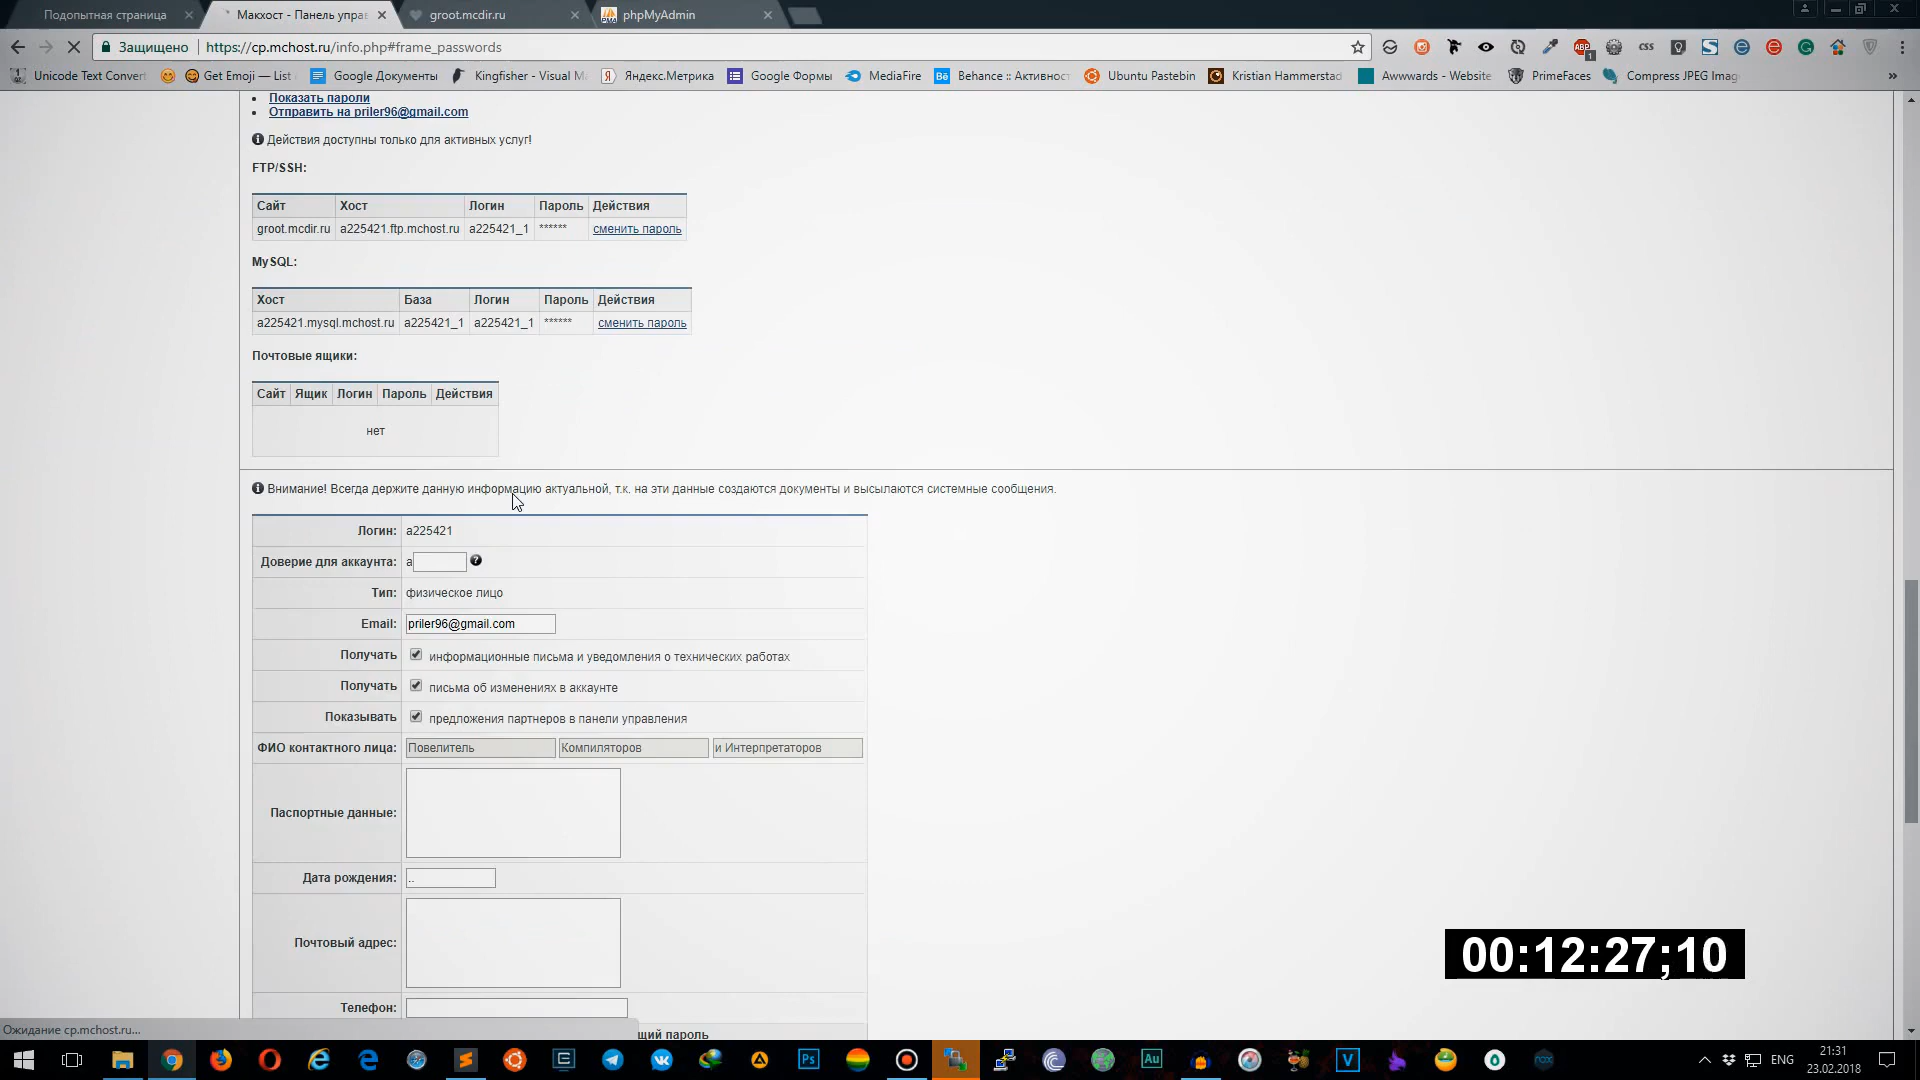 Подопытная страница
Макхост - Панель упра
groot.mcdir.ru
phpMyAdmin
Защищено
https://cp.mchost.ru/info.php#frame_passwords
Unicode Text Convert
Get Emoji — List
Google Документы
Kingfisher - Visual M
Яндекс.Метрика
Google Формы
MediaFire
Behance :: Активнос
Ubuntu Pastebin
Kristian Hammerstad
Awwwards - Website
PrimeFaces
Compress JPEG Imag
Показать пароли
Отправить на priler96@gmail.com
Действия доступны только для активных услуг!
FTP/SSH:
Сайт Хост Логин Пароль Действия
groot.mcdir.ru a225421.ftp.mchost.ru a225421_1 ****** сменить пароль
MySQL:
Хост База Логин Пароль Действия
a225421.mysql.mchost.ru a225421_1 a225421_1 ****** сменить пароль
Почтовые ящики:
Сайт Ящик Логин Пароль Действия
нет
Внимание! Всегда держите данную информацию актуальной, т.к. на эти данные создаются документы и высылаются системные сообщения.
Логин: a225421
Доверие для аккаунта: a
Тип: физическое лицо
Email: priler96@gmail.com
Получать информационные письма и уведомления о технических работах
Получать письма об изменениях в аккаунте
Показывать предложения партнеров в панели управления
ФИО контактного лица: Повелитель Компиляторов и Интерпретаторов
Паспортные данные:
Дата рождения: ..
Почтовый адрес:
Телефон:
щий пароль
00:12:27;10
Ожидание cp.mchost.ru...
ENG
21:31
23.02.2018